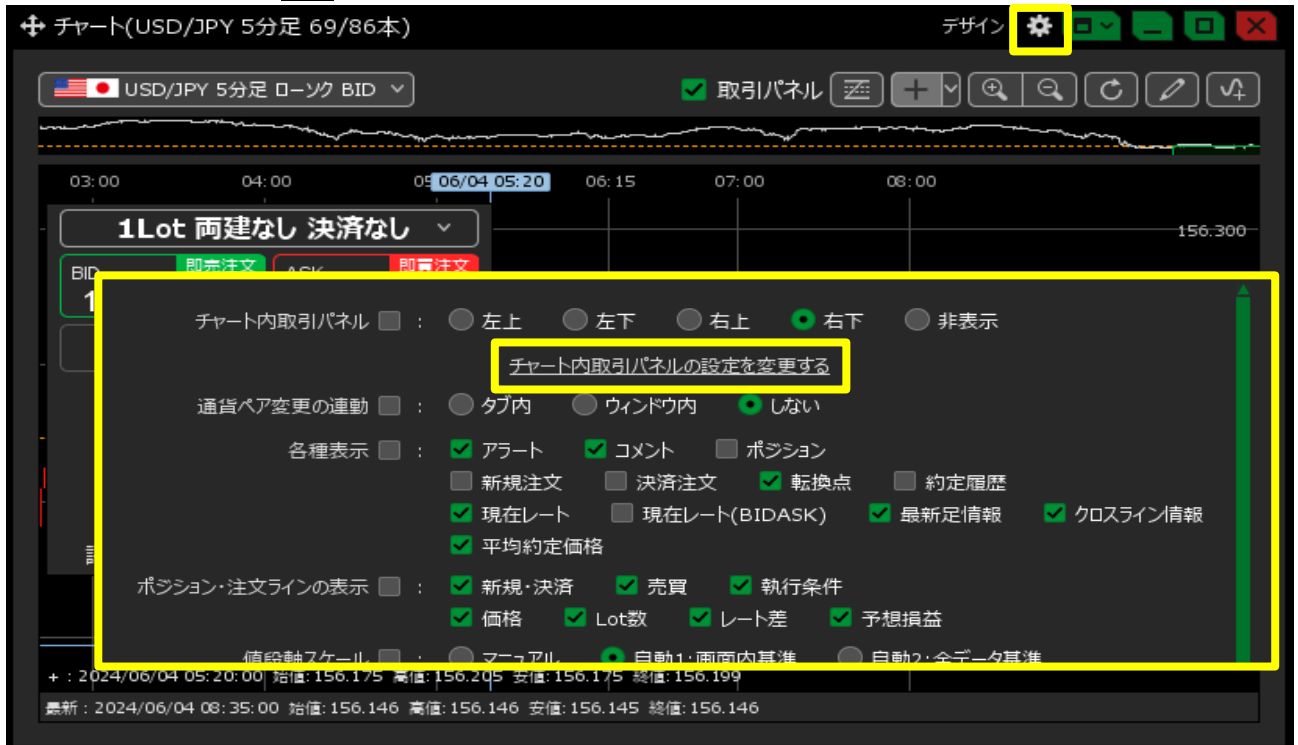 チャート(USD/JPY 5分足 69/86本)
デザイン
USD/JPY 5分足 ローソク BID
取引パネル
03:00 04:00 06/04 05:20 06:15 07:00 08:00
1Lot 両建なし 決済なし
156.300
BID 即売注文 ASK 即買注文
チャート内取引パネル : 左上 左下 右上 右下 非表示
チャート内取引パネルの設定を変更する
通貨ペア変更の連動 : タブ内 ウィンドウ内 しない
各種表示 : アラート コメント ポジション
新規注文 決済注文 転換点 約定履歴
現在レート 現在レート(BIDASK) 最新足情報 クロスライン情報
平均約定価格
ポジション・注文ラインの表示 : 新規・決済 売買 執行条件
価格 Lot数 レート差 予想損益
値段軸スケール : マニュアル 自動1:画面内基準 自動2:全データ基準
+ : 2024/06/04 05:20:00 始値:156.175 高値:156.205 安値:156.175 終値:156.199
最新 : 2024/06/04 08:35:00 始値:156.146 高値:156.146 安値:156.145 終値:156.146